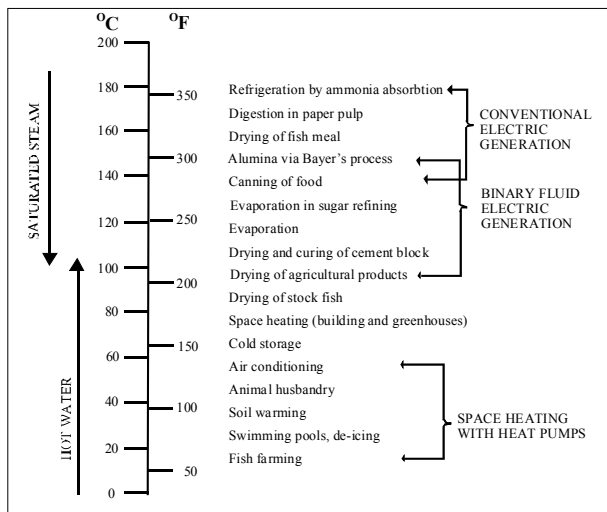 °C
°F
200
180
160
140
120
100
80
60
40
20
0
350
300
250
200
150
100
50
SATURATED STEAM
HOT WATER
Refrigeration by ammonia absorbtion
Digestion in paper pulp
Drying of fish meal
Alumina via Bayer's process
Canning of food
Evaporation in sugar refining
Evaporation
Drying and curing of cement block
Drying of agricultural products
Drying of stock fish
Space heating (building and greenhouses)
Cold storage
Air conditioning
Animal husbandry
Soil warming
Swimming pools, de-icing
Fish farming
CONVENTIONAL
ELECTRIC
GENERATION
BINARY FLUID
ELECTRIC
GENERATION
SPACE HEATING
WITH HEAT PUMPS